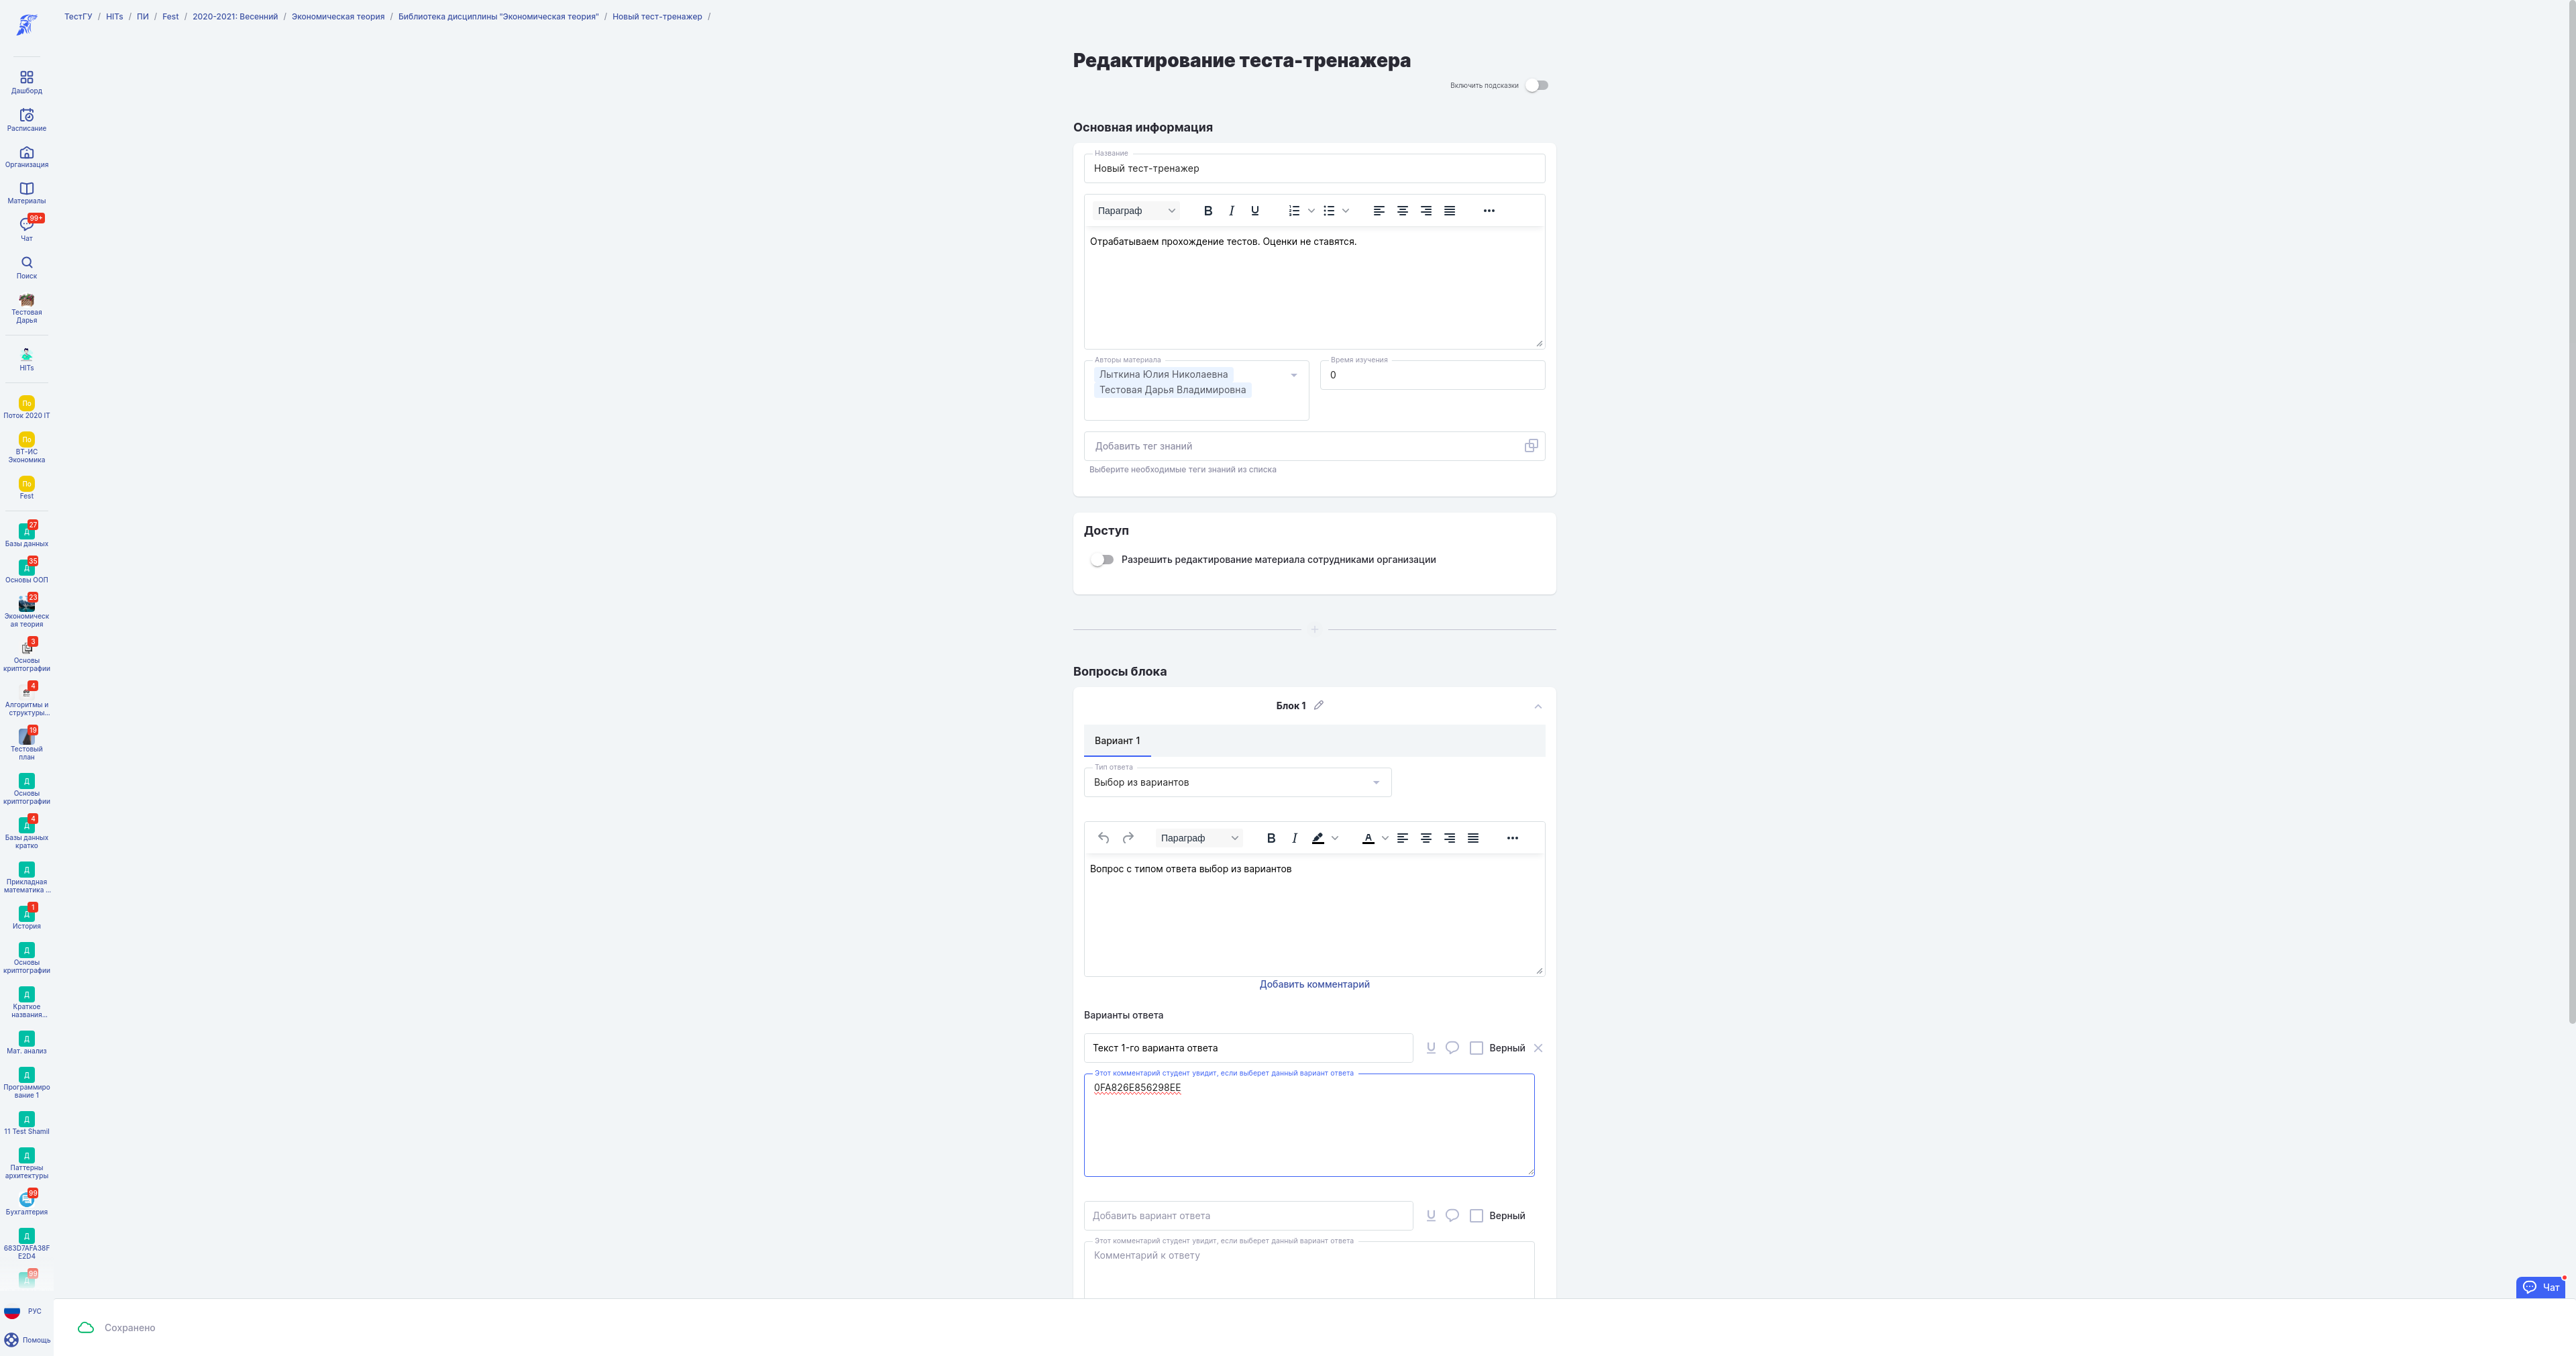 ТестГУ / HITs / ПИ / Fest / 2020-2021: Весенний / Экономическая теория / Библиотека дисциплины "Экономическая теория" / Новый тест-тренажер /
Дашборд
Расписание
Организация
Материалы
99+
Чат
Поиск
Тестовая
Дарья
HITs
По
Поток 2020 IT
По
ВТ-ИС
Экономика
По
Fest
27
Д
Базы данных
35
Д
Основы ООП
23
Экономическ
ая теория
3
Основы
криптографии
4
Алгоритмы и
структуры...
19
Тестовый
план
Д
Основы
криптографии
4
Д
Базы данных
кратко
Д
Прикладная
математика ...
1
Д
История
Д
Основы
криптографии
Д
Краткое
названия...
Д
Мат. анализ
Д
Программиро
вание 1
Д
11 Test Shamil
Д
Паттерны
архитектуры
99
Бухгалтерия
Д
683D7AFA38F
E2D4
99
Д
РУС
Помощь
Редактирование теста-тренажера
Включить подсказки
Основная информация
Название
Новый тест-тренажер
Параграф
Отрабатываем прохождение тестов. Оценки не ставятся.
Авторы материала
Лыткина Юлия Николаевна
Тестовая Дарья Владимировна
Время изучения
0
Добавить тег знаний
Выберите необходимые теги знаний из списка
Доступ
Разрешить редактирование материала сотрудниками организации
Вопросы блока
Блок 1
Вариант 1
Тип ответа
Выбор из вариантов
Параграф
Вопрос с типом ответа выбор из вариантов
Добавить комментарий
Варианты ответа
Текст 1-го варианта ответа
Верный
Этот комментарий студент увидит, если выберет данный вариант ответа
0FA826E856298EE
Добавить вариант ответа
Верный
Этот комментарий студент увидит, если выберет данный вариант ответа
Комментарий к ответу
Чат
Сохранено